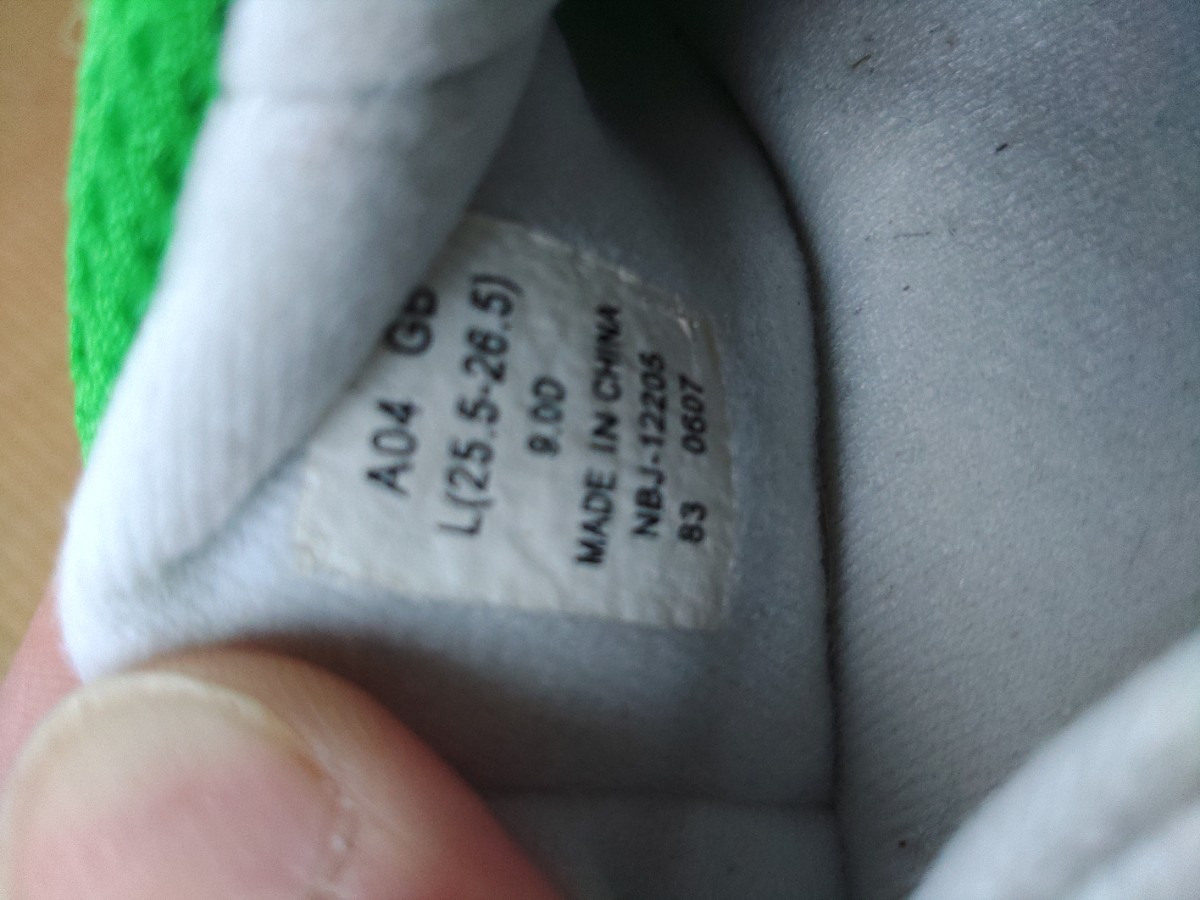 A04 Gb
L(25.5-26.5)
9.00
MADE IN CHINA
NBJ-12205
83 0607